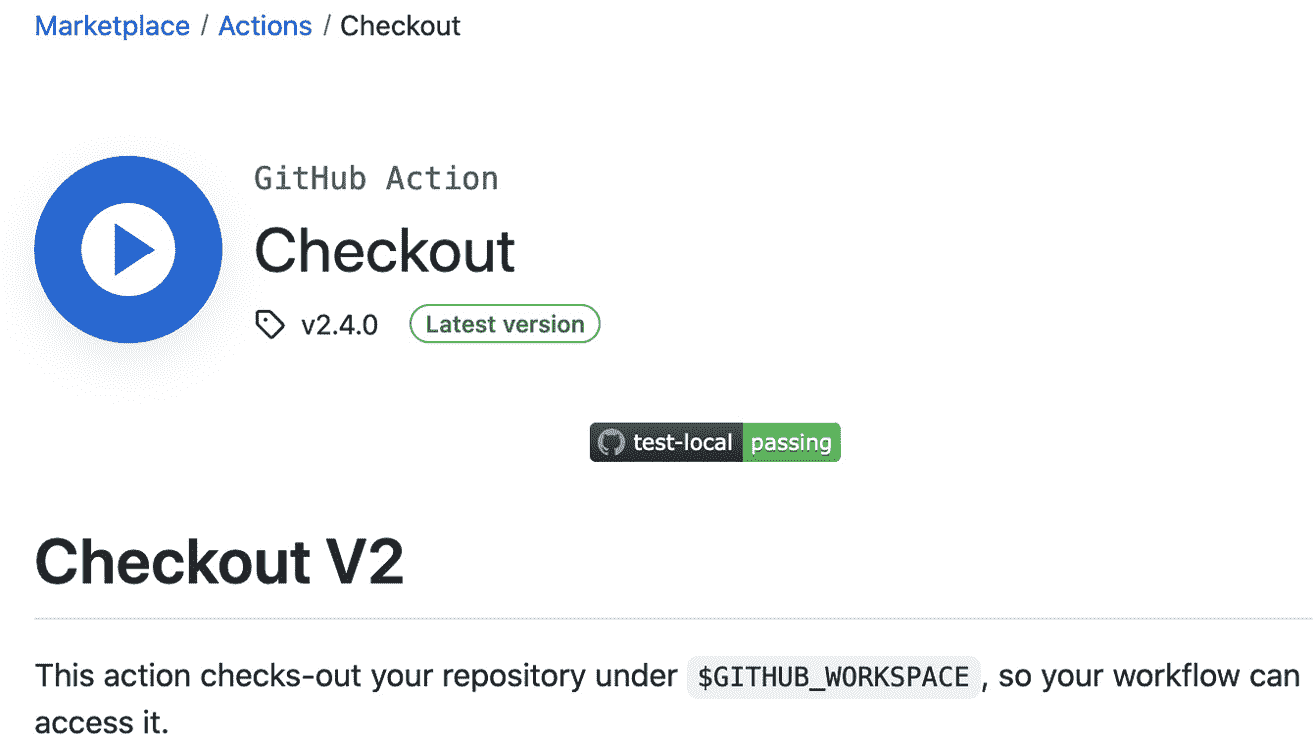 Marketplace / Actions / Checkout
GitHub Action
Checkout
v2.4.0 Latest version
test-local passing
Checkout V2
This action checks-out your repository under $GITHUB_WORKSPACE , so your workflow can
access it.